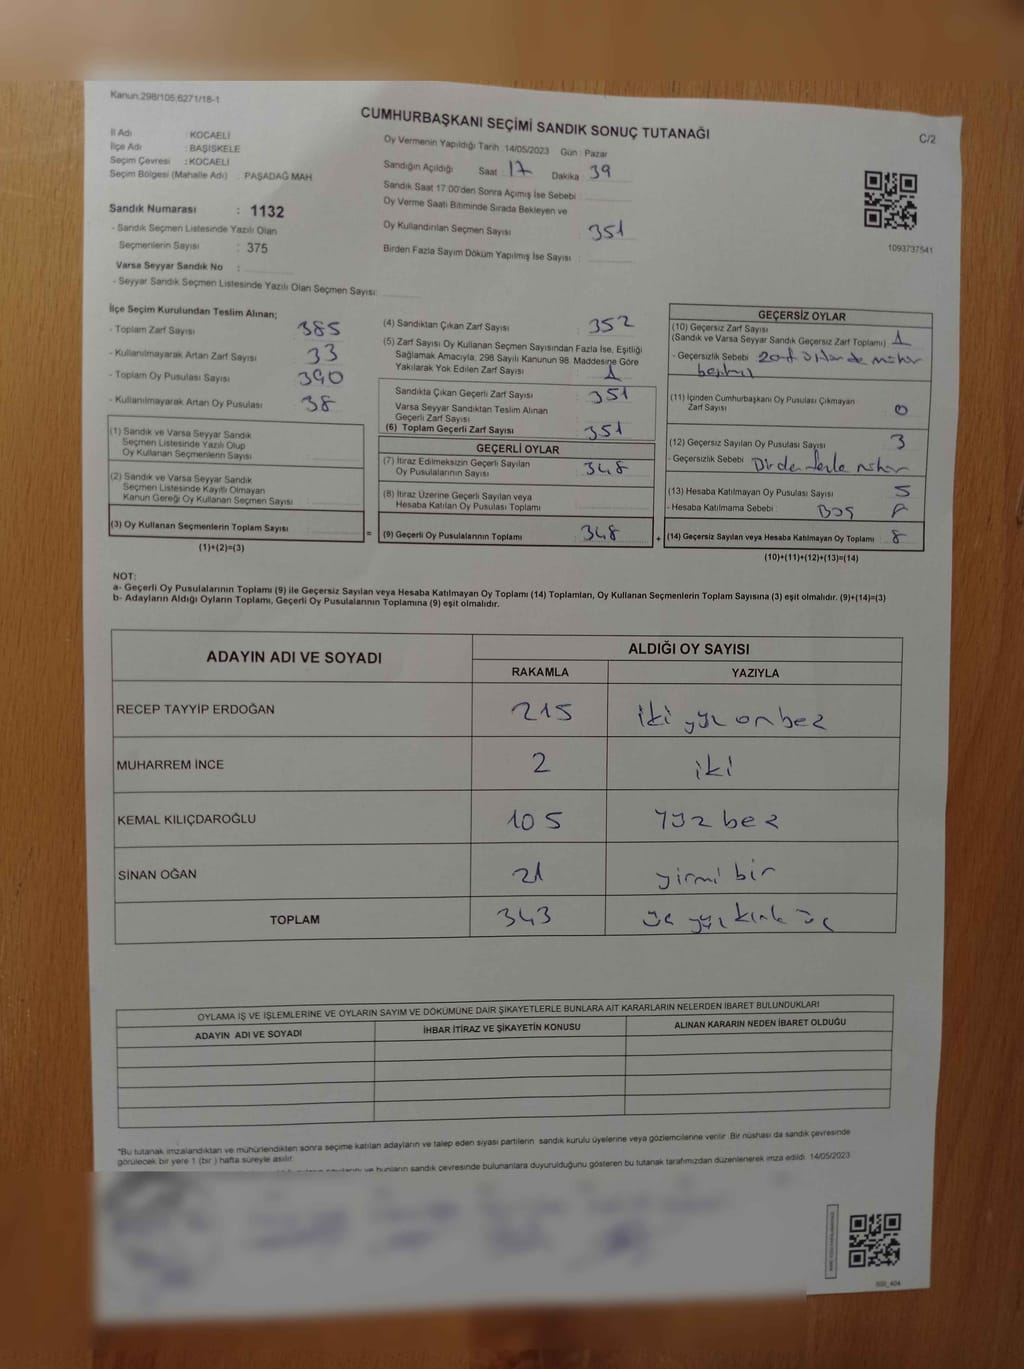 Kanun:298/105;6271/18-1
CUMHURBAŞKANI SEÇİMİ SANDIK SONUÇ TUTANAĞI
C/2
İl Adı : KOCAELİ
İlçe Adı : BAŞİSKELE
Seçim Çevresi : KOCAELİ
Seçim Bölgesi (Mahalle Adı) : PAŞADAĞ MAH.
Sandık Numarası : 1132
- Sandık Seçmen Listesinde Yazılı Olan
Seçmenlerin Sayısı : 375
Varsa Seyyar Sandık No :
- Seyyar Sandık Seçmen Listesinde Yazılı Olan Seçmen Sayısı:
Oy Vermenin Yapıldığı Tarih :14/05/2023 Gün : Pazar
Sandığın Açıldığı Saat : 17 Dakika : 39
Sandık Saat 17:00'den Sonra Açımış İse Sebebi :
Oy Verme Saati Bitiminde Sırada Bekleyen ve
Oy Kullandırılan Seçmen Sayısı : 351
Birden Fazla Sayım Döküm Yapılmış İse Sayısı :
1093737541
İlçe Seçim Kurulundan Teslim Alınan;
- Toplam Zarf Sayısı : 385
- Kullanılmayarak Artan Zarf Sayısı : 33
- Toplam Oy Pusulası Sayısı : 390
- Kullanılmayarak Artan Oy Pusulası : 38
(1) Sandık ve Varsa Seyyar Sandık
Seçmen Listesinde Yazılı Olup
Oy Kullanan Seçmenlerin Sayısı :
(2) Sandık ve Varsa Seyyar Sandık
Seçmen Listesinde Kayıtlı Olmayan
Kanun Gereği Oy Kullanan Seçmen Sayısı :
(3) Oy Kullanan Seçmenlerin Toplam Sayısı :
=
(1)+(2)=(3)
(4) Sandıktan Çıkan Zarf Sayısı : 352
(5) Zarf Sayısı Oy Kullanan Seçmen Sayısından Fazla İse, Eşitliği
Sağlamak Amacıyla, 298 Sayılı Kanunun 98. Maddesine Göre
Yakılarak Yok Edilen Zarf Sayısı : 1
Sandıkta Çıkan Geçerli Zarf Sayısı : 351
Varsa Seyyar Sandıktan Teslim Alınan
Geçerli Zarf Sayısı :
(6) Toplam Geçerli Zarf Sayısı : 351
GEÇERLİ OYLAR
(7) İtiraz Edilmeksizin Geçerli Sayılan
Oy Pusulalarının Sayısı : 348
(8) İtiraz Üzerine Geçerli Sayılan veya
Hesaba Katılan Oy Pusulası Toplamı :
(9) Geçerli Oy Pusulalarının Toplamı : 348
+
GEÇERSİZ OYLAR
(10) Geçersiz Zarf Sayısı
(Sandık ve Varsa Seyyar Sandık Geçersiz Zarf Toplamı) : 1
- Geçersizlik Sebebi : Zarf
(11) İçinden Cumhurbaşkanı Oy Pusulası Çıkmayan
Zarf Sayısı : 0
(12) Geçersiz Sayılan Oy Pusulası Sayısı : 3
- Geçersizlik Sebebi :
(13) Hesaba Katılmayan Oy Pusulası Sayısı : 5
- Hesaba Katılmama Sebebi : BOŞ
(14) Geçersiz Sayılan veya Hesaba Katılmayan Oy Toplamı : 8
(10)+(11)+(12)+(13)=(14)
NOT:
a- Geçerli Oy Pusulalarının Toplamı (9) ile Geçersiz Sayılan veya Hesaba Katılmayan Oy Toplamı (14) Toplamları, Oy Kullanan Seçmenlerin Toplam Sayısına (3) eşit olmalıdır. (9)+(14)=(3)
b- Adayların Aldığı Oyların Toplamı, Geçerli Oy Pusulalarının Toplamına (9) eşit olmalıdır.
ADAYIN ADI VE SOYADI
ALDIĞI OY SAYISI
RAKAMLA YAZIYLA
RECEP TAYYİP ERDOĞAN 215 iki yüz on beş
MUHARREM İNCE 2 iki
KEMAL KILIÇDAROĞLU 105 yüz beş
SİNAN OĞAN 21 yirmi bir
TOPLAM 343 üç yüz kırk üç
OYLAMA İŞ VE İŞLEMLERİNE VE OYLARIN SAYIM VE DÖKÜMÜNE DAİR ŞİKAYETLERLE BUNLARA AİT KARARLARIN NELERDEN İBARET BULUNDUKLARI
ADAYIN ADI VE SOYADI İHBAR İTİRAZ VE ŞİKAYETİN KONUSU ALINAN KARARIN NEDEN İBARET OLDUĞU
*Bu tutanak imzalandıktan ve mühürlendikten sonra seçime katılan adayların ve talep eden siyasi partilerin sandık kurulu üyelerine veya gözlemcilerine verilir. Bir nüshası da sandık çevresinde
görülecek bir yere 1 (bir ) hafta süreyle asılır.
ve bunların sandık çevresinde bulunanlara duyurulduğunu gösteren bu tutanak tarafımızdan düzenlenerek imza edildi. 14/05/2023